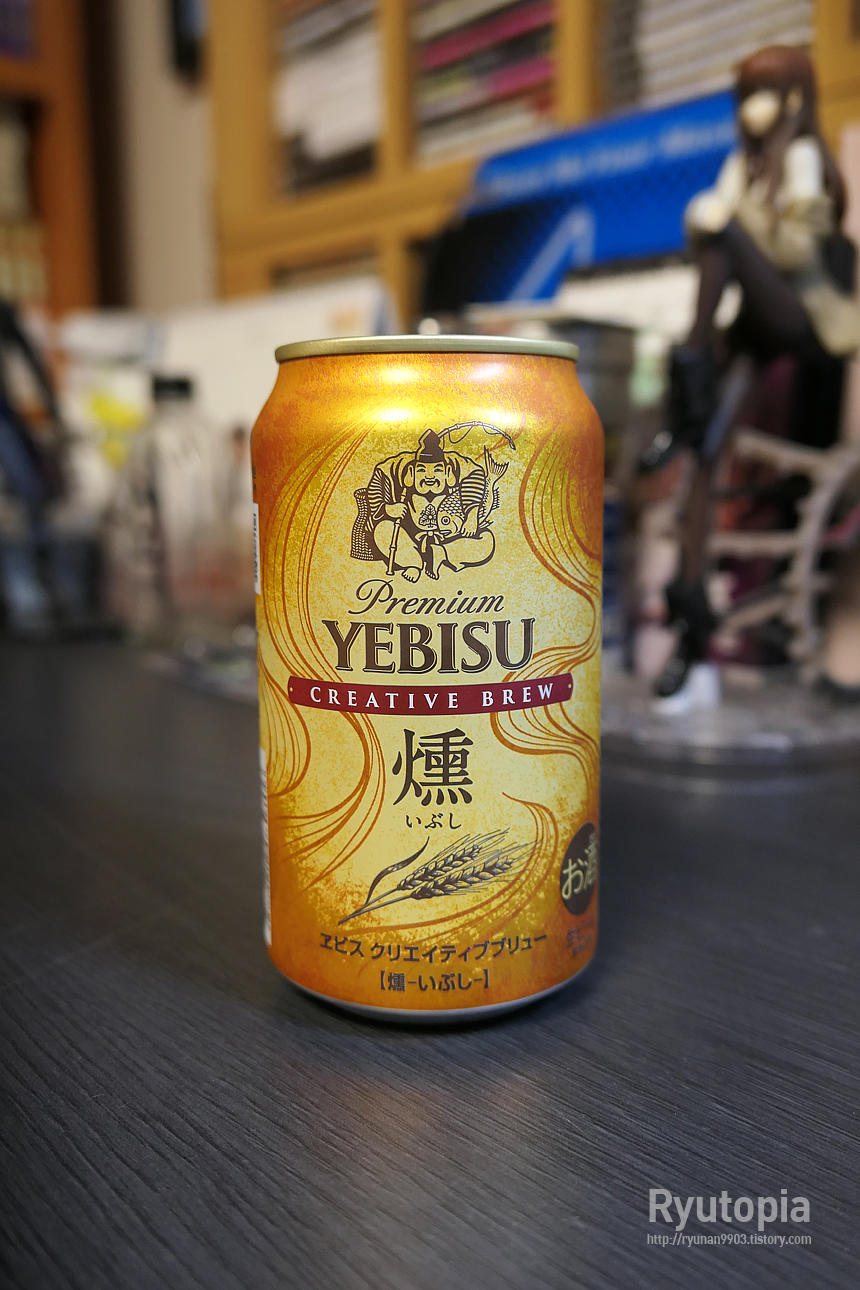 Premium
YEBISU
CREATIVE BREW
燻
いぶし
お酒
ヱビス クリエイティブブリュー
【燻-いぶし-】
Ryutopia
http://ryunan9903.tistory.com